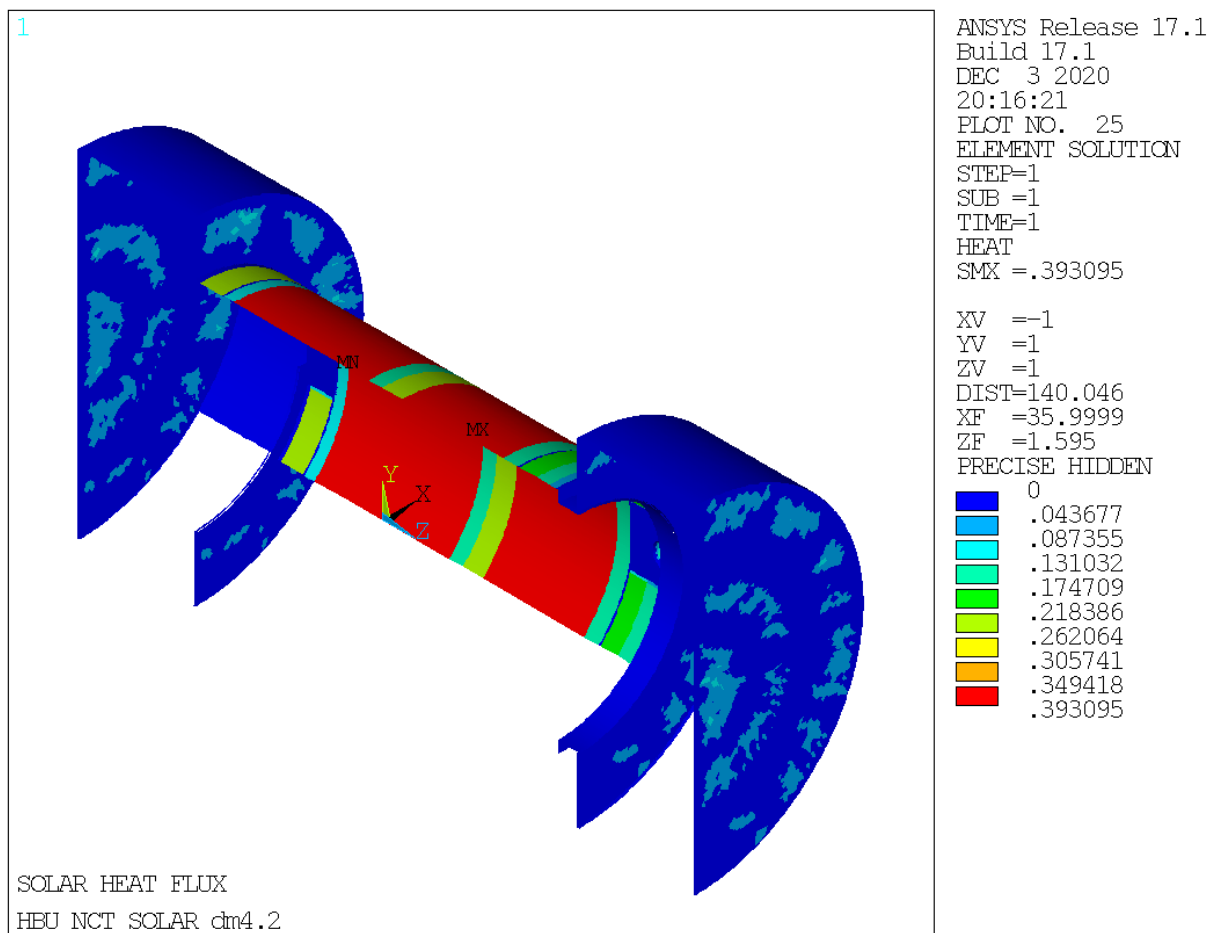 1
ANSYS Release 17.1
Build 17.1
DEC 3 2020
20:16:21
PLOT NO. 25
ELEMENT SOLUTION
STEP=1
SUB =1
TIME=1
HEAT
SMX =.393095
XV =-1
YV =1
ZV =1
DIST=140.046
XF =35.9999
ZF =1.595
PRECISE HIDDEN
0
.043677
.087355
.131032
.174709
.218386
.262064
.305741
.349418
.393095
MN
MX
Y
X
Z
SOLAR HEAT FLUX
HBU NCT SOLAR dm4.2